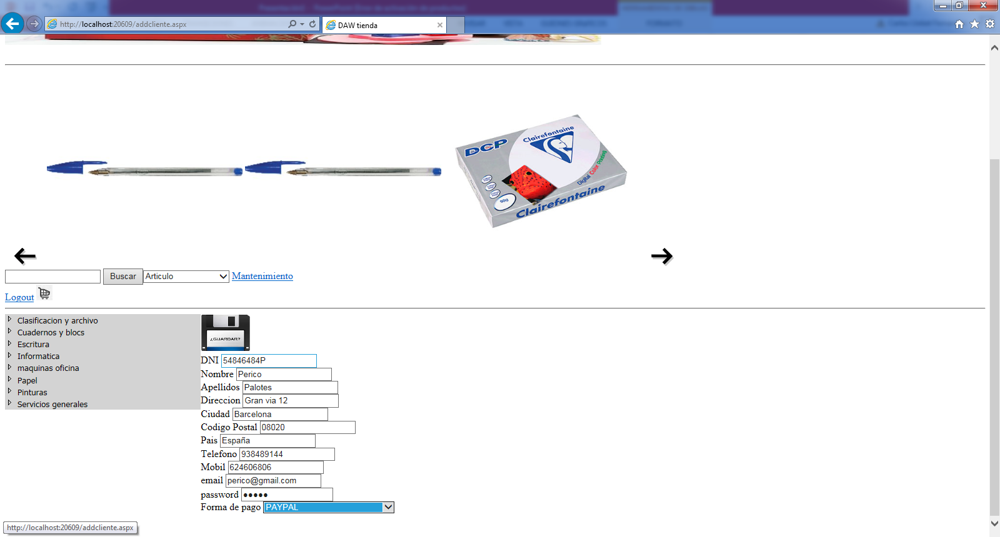 http://localhost:20609/addcliente.aspx
DAW tienda
DCP
Clairefontaine
Digital Color Printing
90g
Clairefontaine
Buscar Articulo Mantenimiento
Logout
Clasificacion y archivo
Cuadernos y blocs
Escritura
Informatica
maquinas oficina
Papel
Pinturas
Servicios generales
¿GUARDAR?
DNI 54846484P
Nombre Perico
Apellidos Palotes
Direccion Gran via 12
Ciudad Barcelona
Codigo Postal 08020
Pais España
Telefono 938489144
Mobil 624606806
email perico@gmail.com
password ●●●●●
Forma de pago PAYPAL
http://localhost:20609/addcliente.aspx